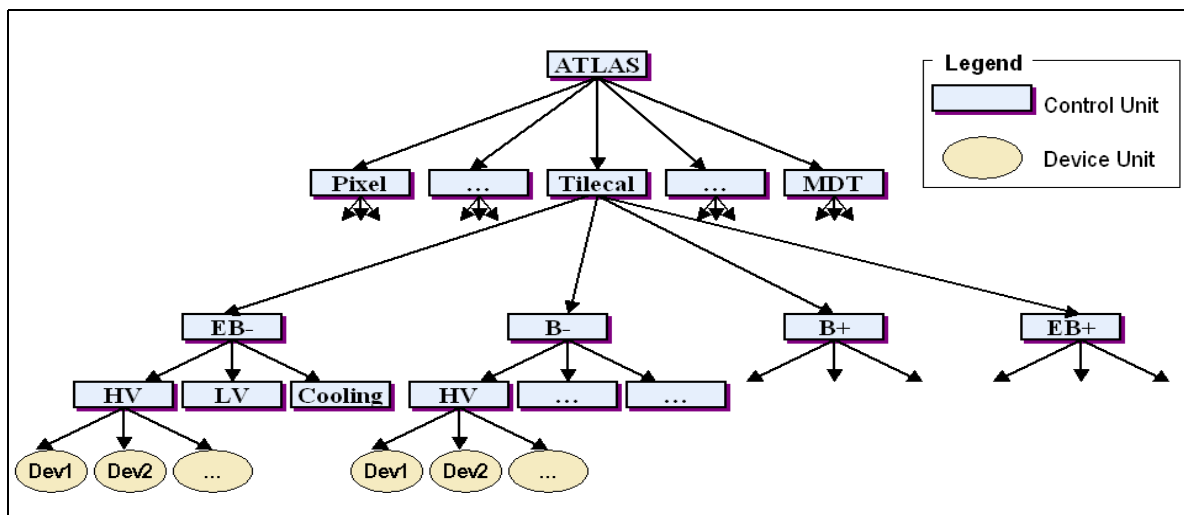 ATLAS
Legend
Control Unit
Device Unit
Pixel ... Tilecal ... MDT
EB- B- B+ EB+
HV LV Cooling HV ... ...
Dev1 Dev2 ... Dev1 Dev2 ...